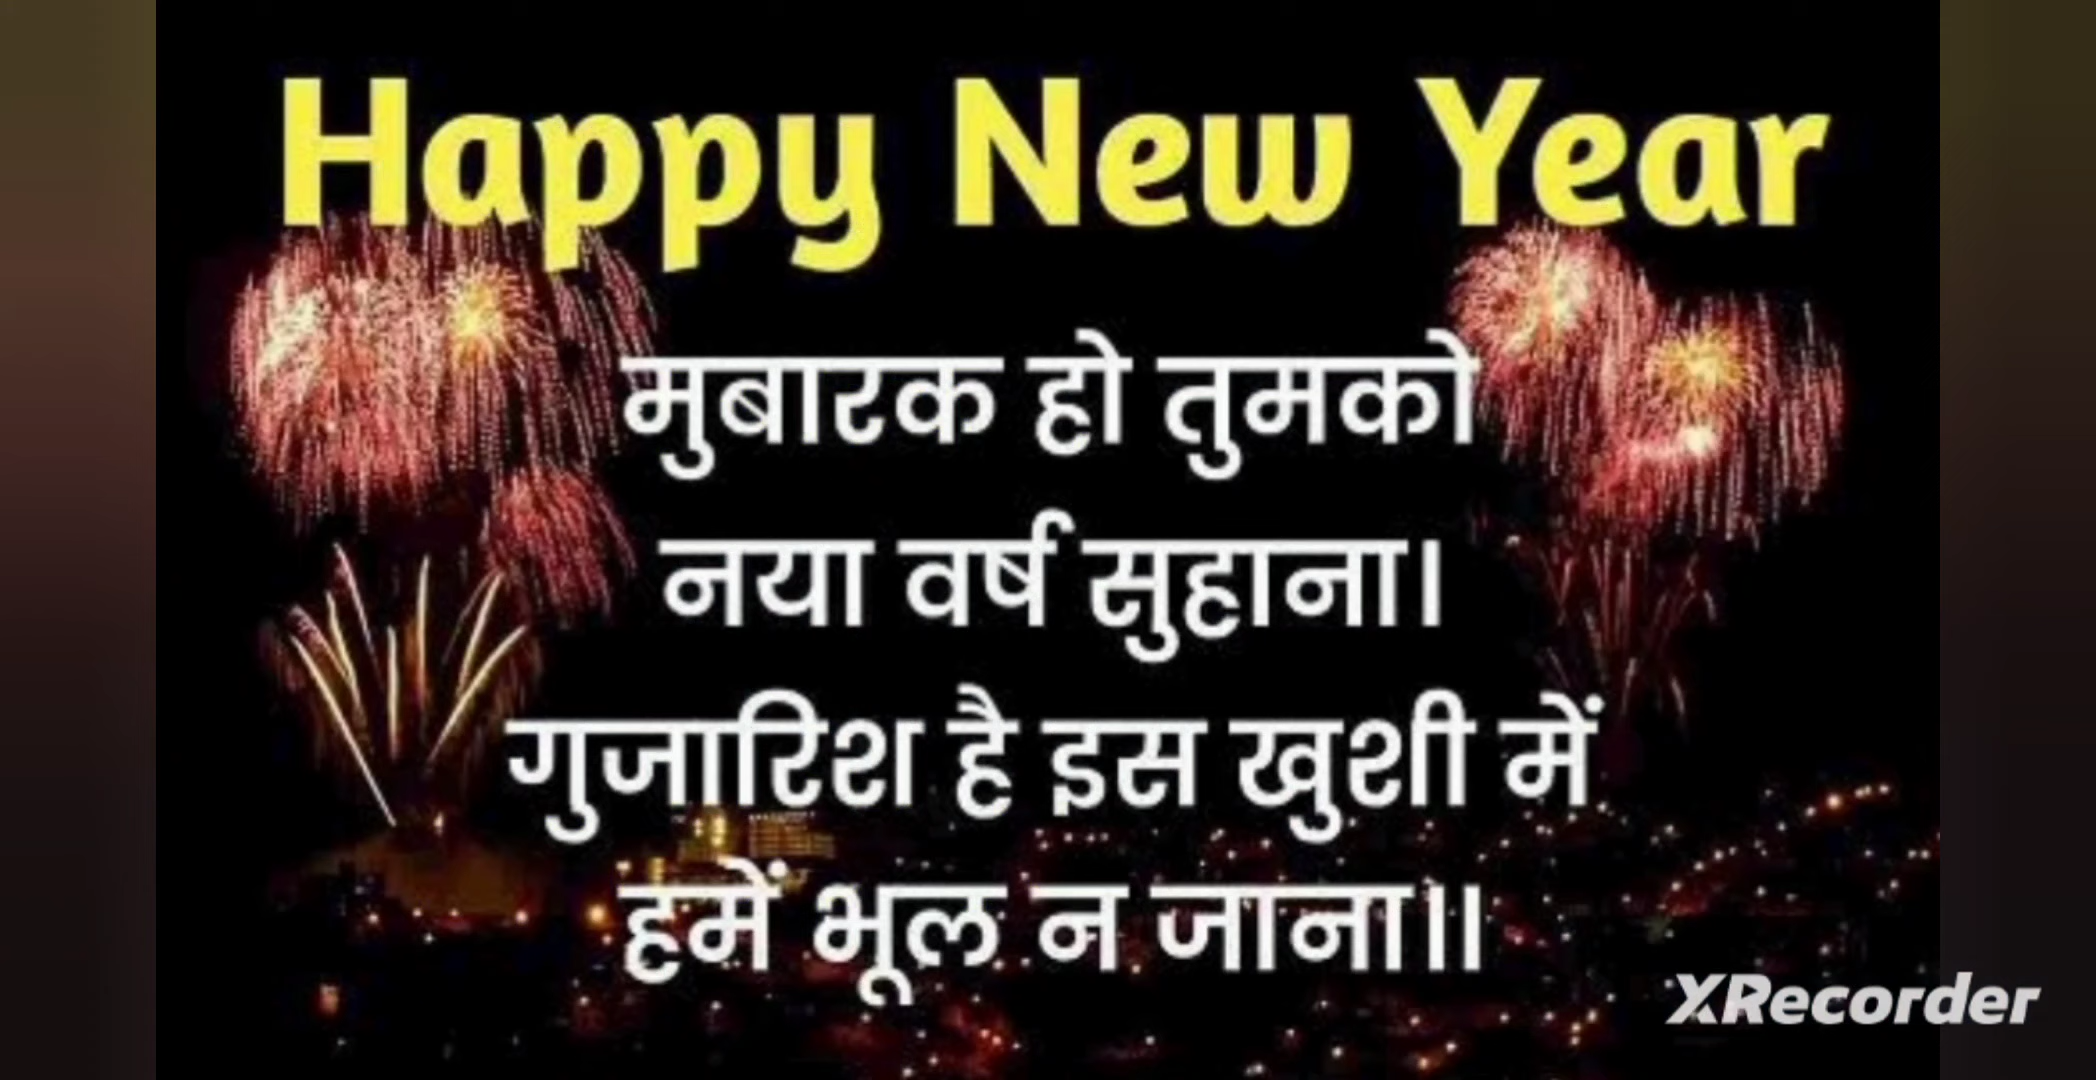 Happy New Year
मुबारक हो तुमको
नया वर्ष सुहाना।
गुजारिश है इस खुशी में
हमें भूल न जाना।।
XRecorder